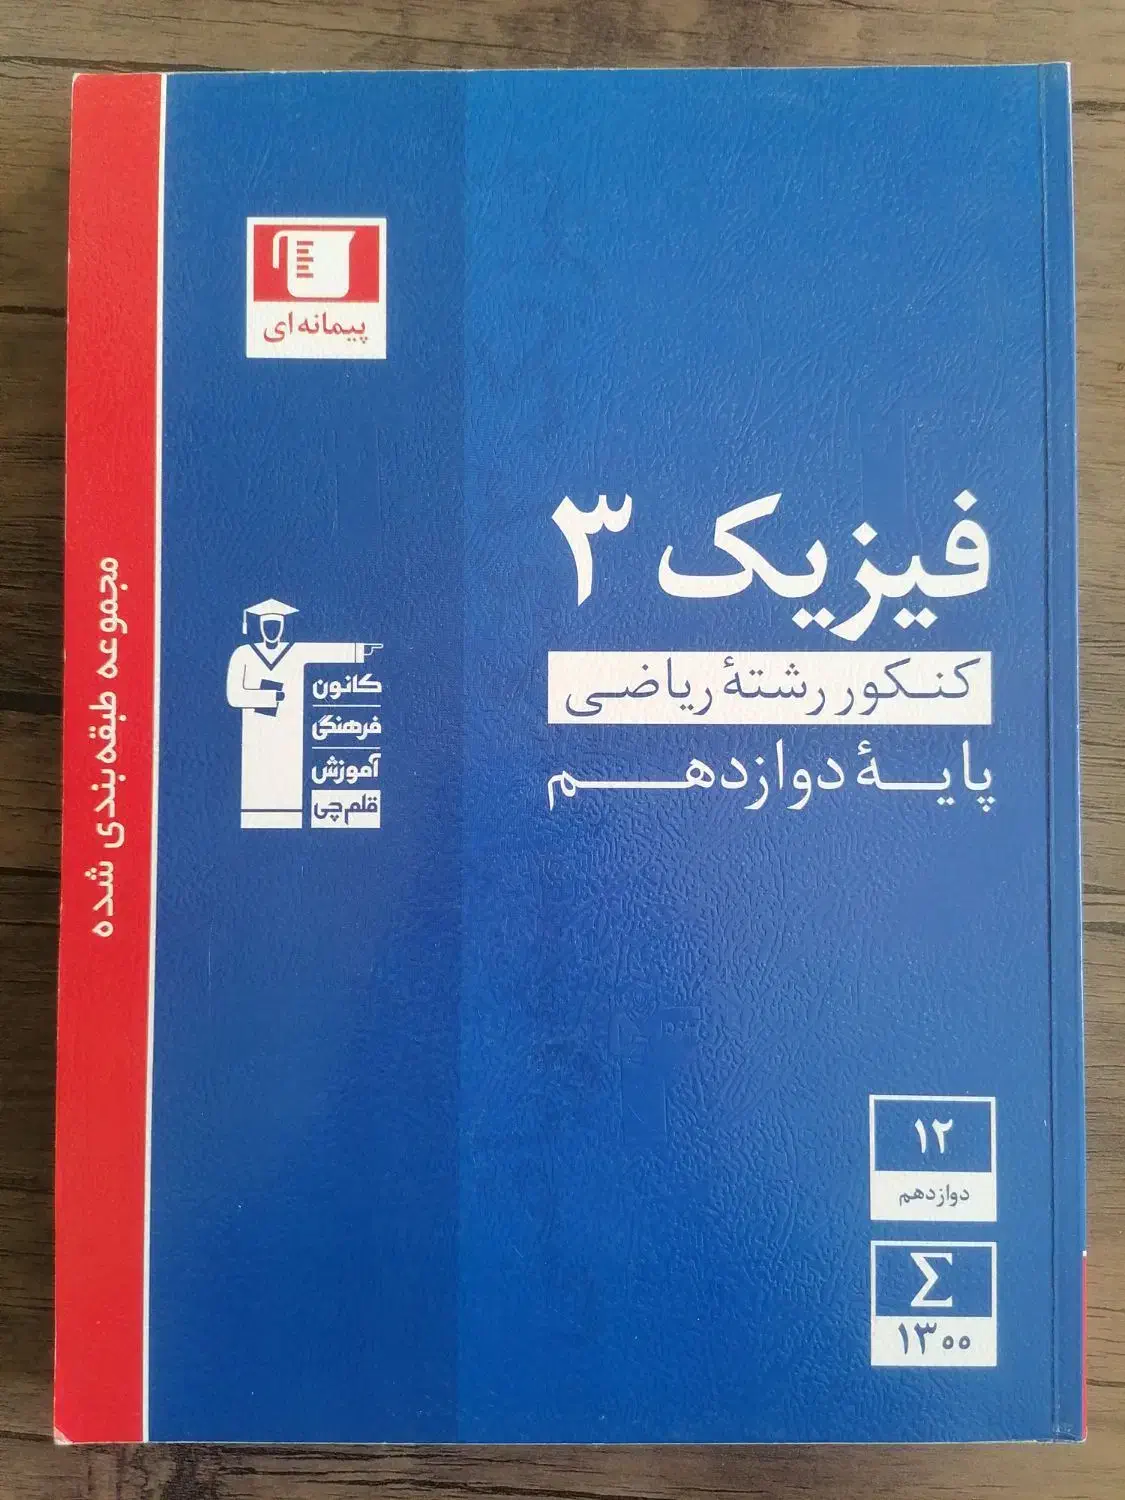 پیمانه‌ای
فیزیک ۳
کنکور رشتهٔ ریاضی
پایهٔ دوازدهم
کانون
فرهنگی
آموزش
قلم‌چی
مجموعه طبقه‌بندی شده
۱۲
دوازدهم
Σ
۱۳۰۰